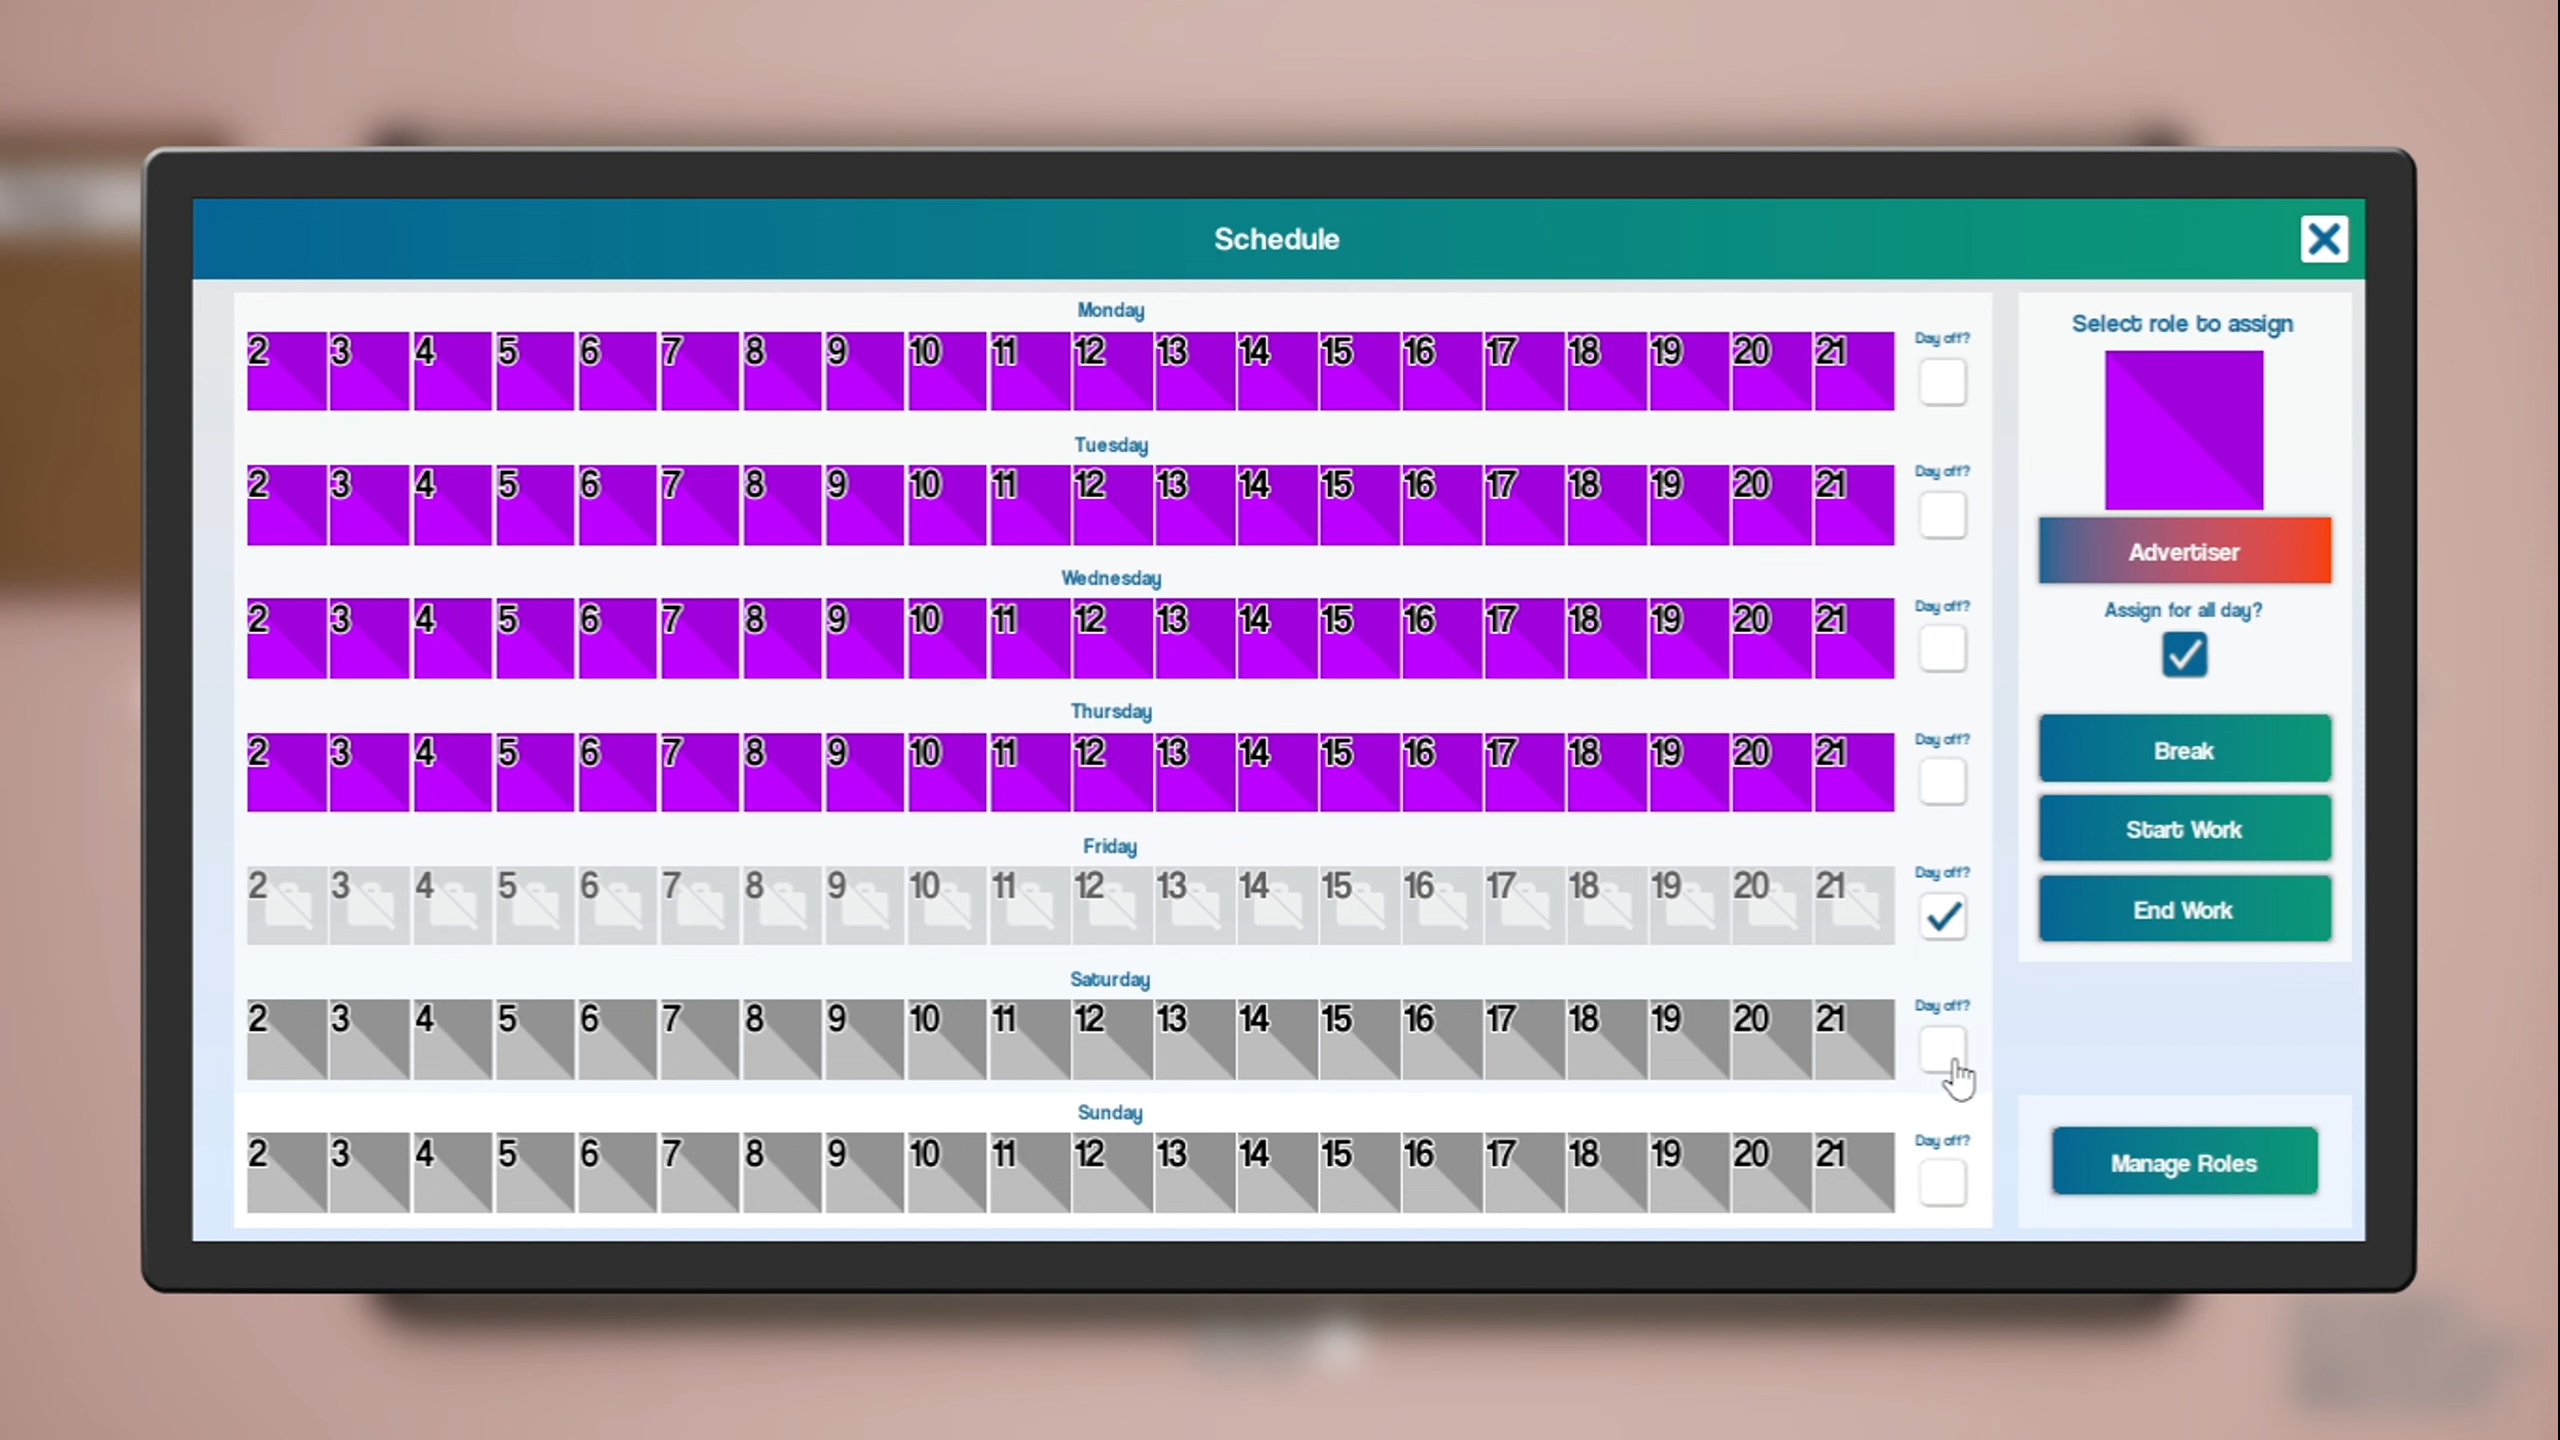 Schedule
Monday
2 3 4 5 6 7 8 9 10 11 12 13 14 15 16 17 18 19 20 21
Day off?
Tuesday
2 3 4 5 6 7 8 9 10 11 12 13 14 15 16 17 18 19 20 21
Day off?
Wednesday
2 3 4 5 6 7 8 9 10 11 12 13 14 15 16 17 18 19 20 21
Day off?
Thursday
2 3 4 5 6 7 8 9 10 11 12 13 14 15 16 17 18 19 20 21
Day off?
Friday
2 3 4 5 6 7 8 9 10 11 12 13 14 15 16 17 18 19 20 21
Day off?
Saturday
2 3 4 5 6 7 8 9 10 11 12 13 14 15 16 17 18 19 20 21
Day off?
Sunday
2 3 4 5 6 7 8 9 10 11 12 13 14 15 16 17 18 19 20 21
Day off?
Select role to assign
Advertiser
Assign for all day?
Break
Start Work
End Work
Manage Roles